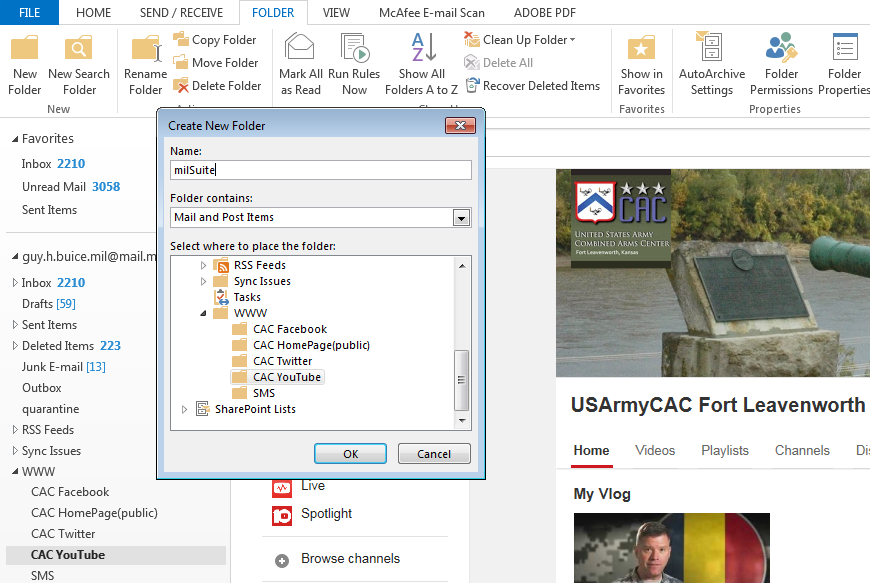 FILE HOME SEND / RECEIVE FOLDER VIEW McAfee E-mail Scan ADOBE PDF
New Folder
New Search Folder
Rename Folder
Copy Folder
Move Folder
Delete Folder
Mark All as Read
Run Rules Now
Show All Folders A to Z
Clean Up Folder
Delete All
Recover Deleted Items
Show in Favorites
AutoArchive Settings
Folder Permissions
Folder Properties
New
Favorites
Properties
Favorites
Inbox 2210
Unread Mail 3058
Sent Items
guy.h.buice.mil@mail.m
Inbox 2210
Drafts [59]
Sent Items
Deleted Items 223
Junk E-mail [13]
Outbox
quarantine
RSS Feeds
Sync Issues
WWW
CAC Facebook
CAC HomePage(public)
CAC Twitter
CAC YouTube
SMS
Create New Folder
Name:
milSuite
Folder contains:
Mail and Post Items
Select where to place the folder:
RSS Feeds
Sync Issues
Tasks
WWW
CAC Facebook
CAC HomePage(public)
CAC Twitter
CAC YouTube
SMS
SharePoint Lists
OK Cancel
Live
Spotlight
Browse channels
CAC
UNITED STATES ARMY
COMBINED ARMS CENTER
Fort Leavenworth, Kansas
USArmyCAC Fort Leavenworth
Home Videos Playlists Channels Dis
My Vlog